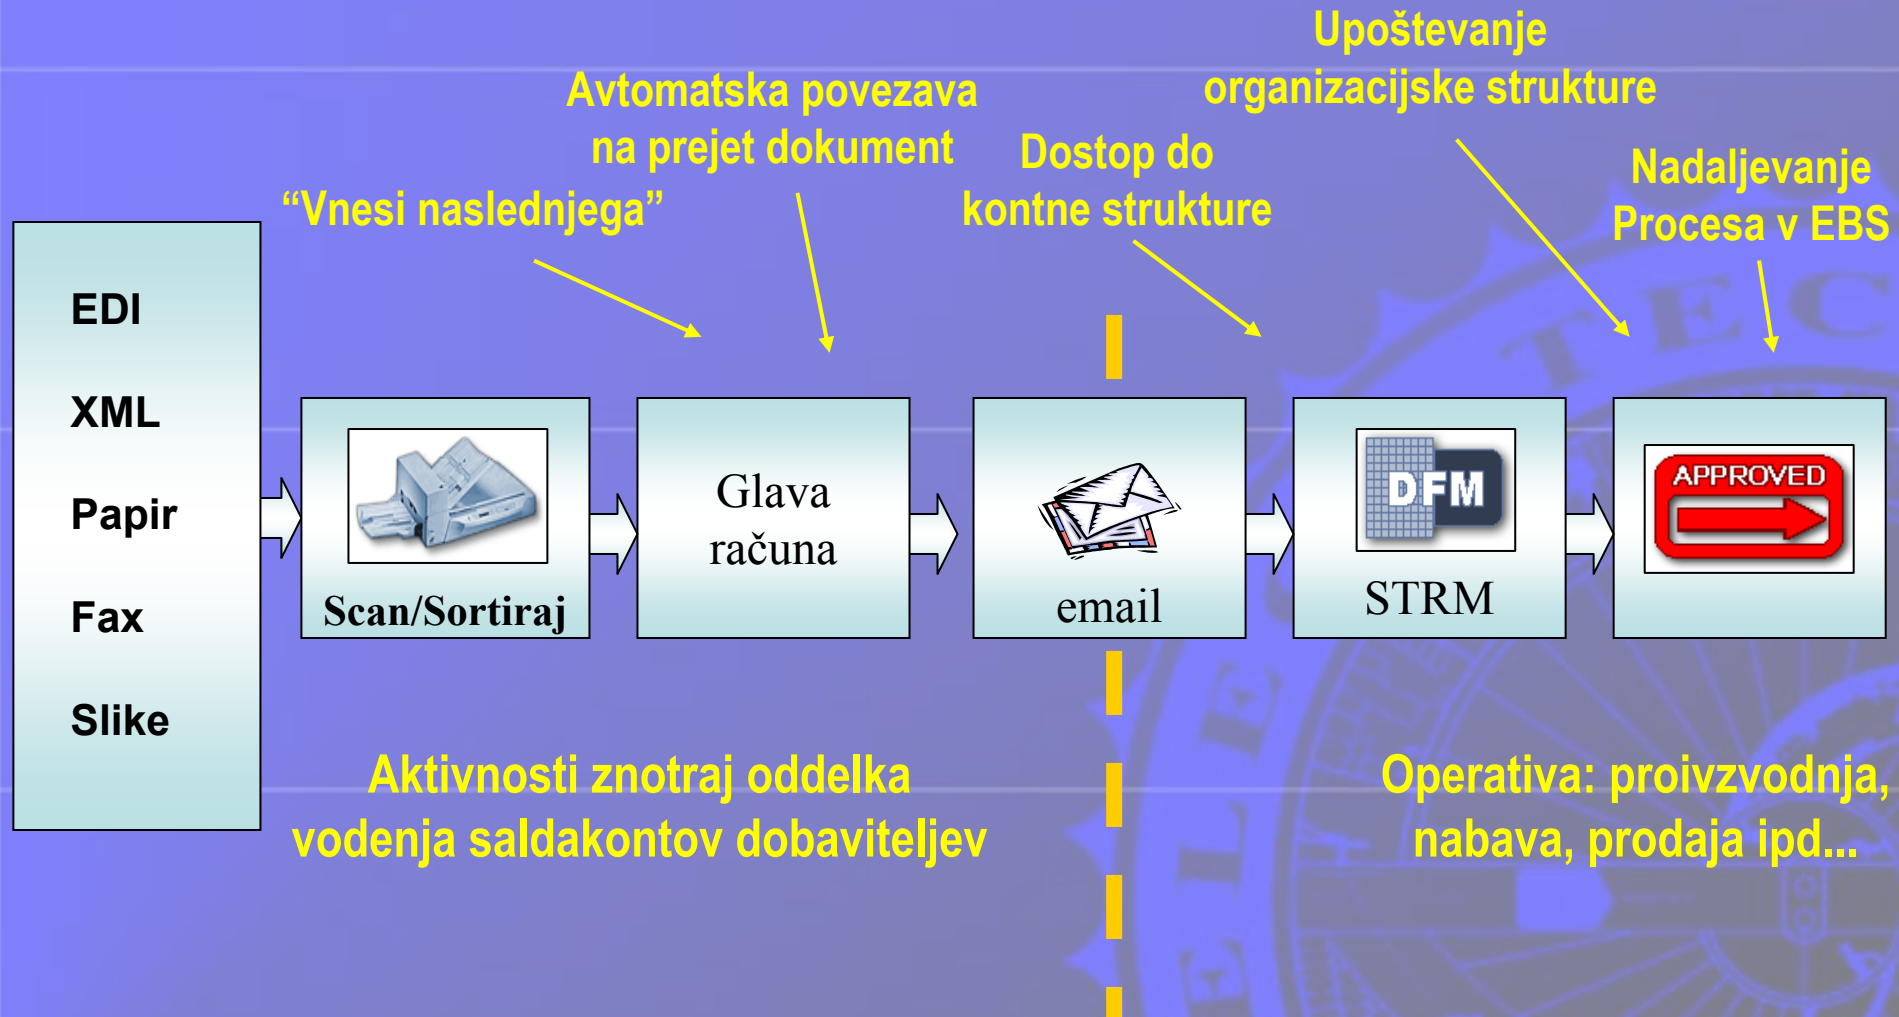 Upoštevanje
organizacijske strukture
Avtomatska povezava
na prejet dokument
Dostop do
kontne strukture
Nadaljevanje
Procesa v EBS
“Vnesi naslednjega”
EDI
XML
Papir
Fax
Slike
Scan/Sortiraj
Glava
računa
email
DFM
STRM
APPROVED
Aktivnosti znotraj oddelka
vodenja saldakontov dobaviteljev
Operativa: proivzvodnja,
nabava, prodaja ipd...
TEC
ELE